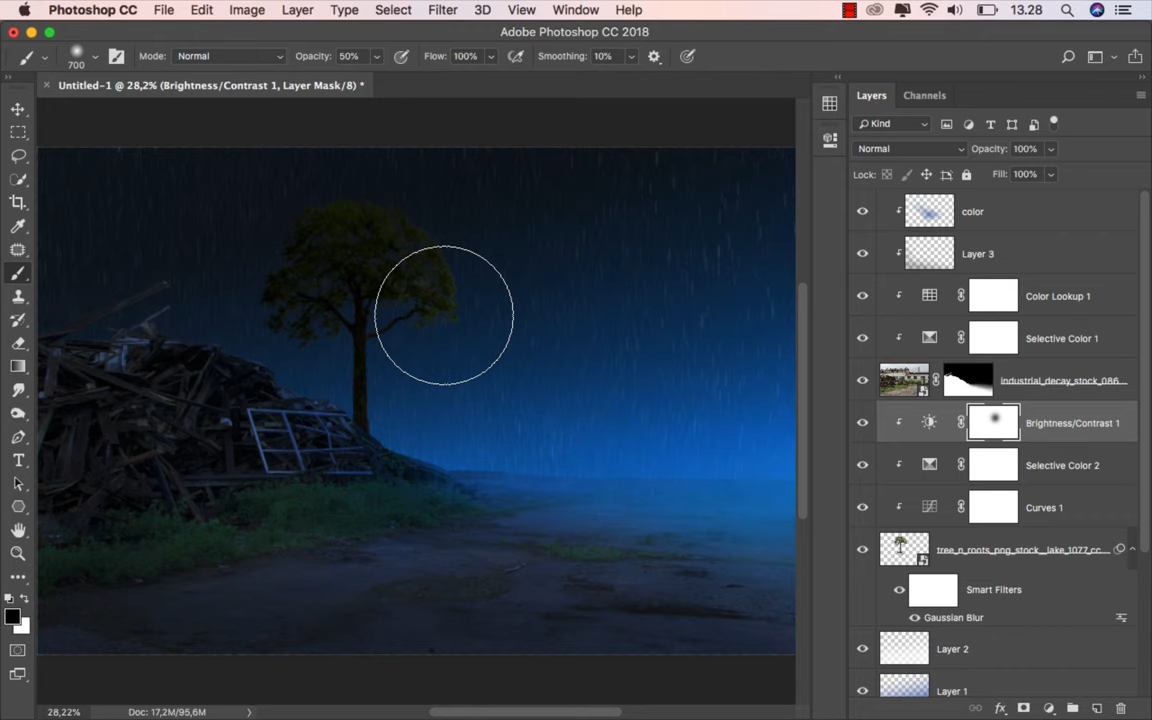 Photoshop CC File Edit Image Layer Type Select Filter 3D View Window Help 13.28
Adobe Photoshop CC 2018
700 Mode: Normal Opacity: 50% Flow: 100% Smoothing: 10%
Untitled-1 @ 28,2% (Brightness/Contrast 1, Layer Mask/8) *
Layers Channels
Kind
Normal Opacity: 100%
Lock: Fill: 100%
color
Layer 3
Color Lookup 1
Selective Color 1
industrial_decay_stock_086...
Brightness/Contrast 1
Selective Color 2
Curves 1
tree_n_roots_png_stock__lake_1077_cc...
Smart Filters
Gaussian Blur
Layer 2
Layer 1
28,22% Doc: 17,2M/95,6M